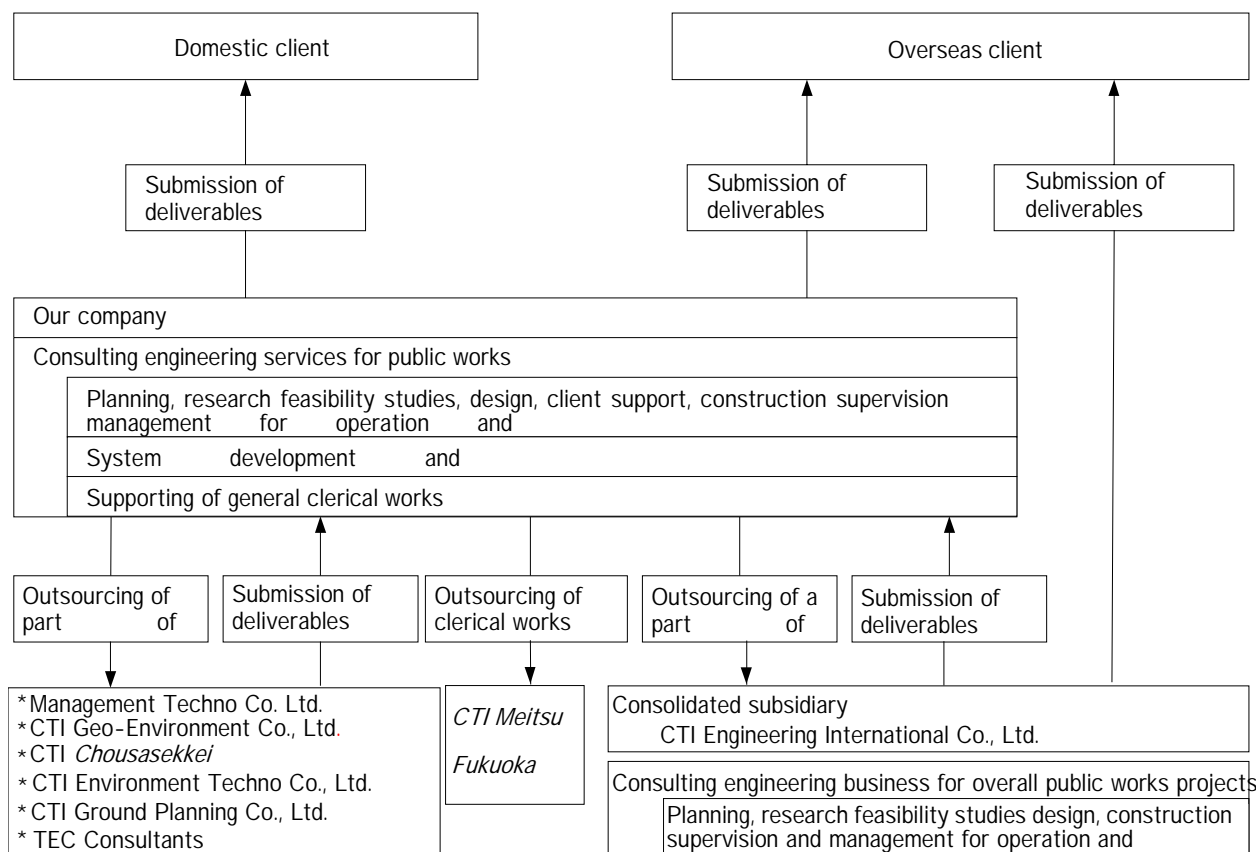 Domestic client
Overseas client
Submission of
deliverables
Submission of
deliverables
Submission of
deliverables
Our company
Consulting engineering services for public works
Planning, research feasibility studies, design, client support, construction supervision
management for operation and
System development and
Supporting of general clerical works
Outsourcing of
part of
Submission of
deliverables
Outsourcing of
clerical works
Outsourcing of a
part of
Submission of
deliverables
*Management Techno Co. Ltd.
*CTI Geo-Environment Co., Ltd.
*CTI Chousasekkei
*CTI Environment Techno Co., Ltd.
*CTI Ground Planning Co., Ltd.
* TEC Consultants
CTI Meitsu
Fukuoka
Consolidated subsidiary
CTI Engineering International Co., Ltd.
Consulting engineering business for overall public works projects
Planning, research feasibility studies design, construction
supervision and management for operation and